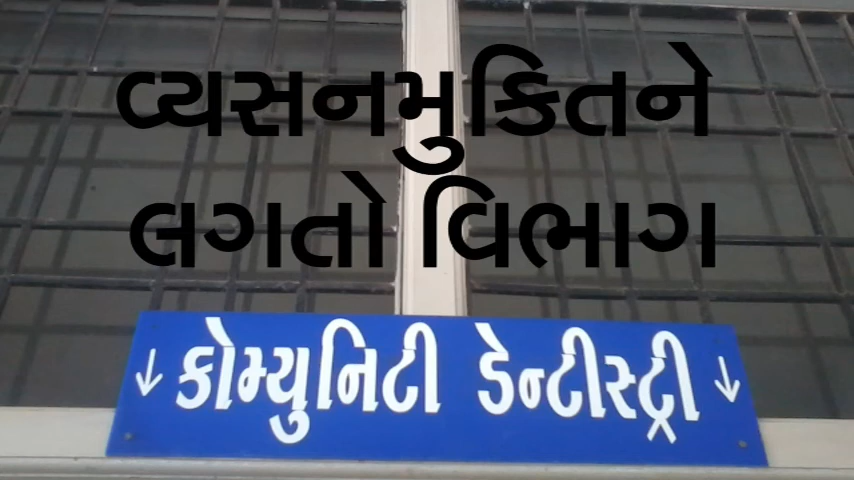 વ્યસનમુકિતને
લગતો વિભાગ
↓ કોમ્યુનિટી ડેન્ટીસ્ટ્રી ↓